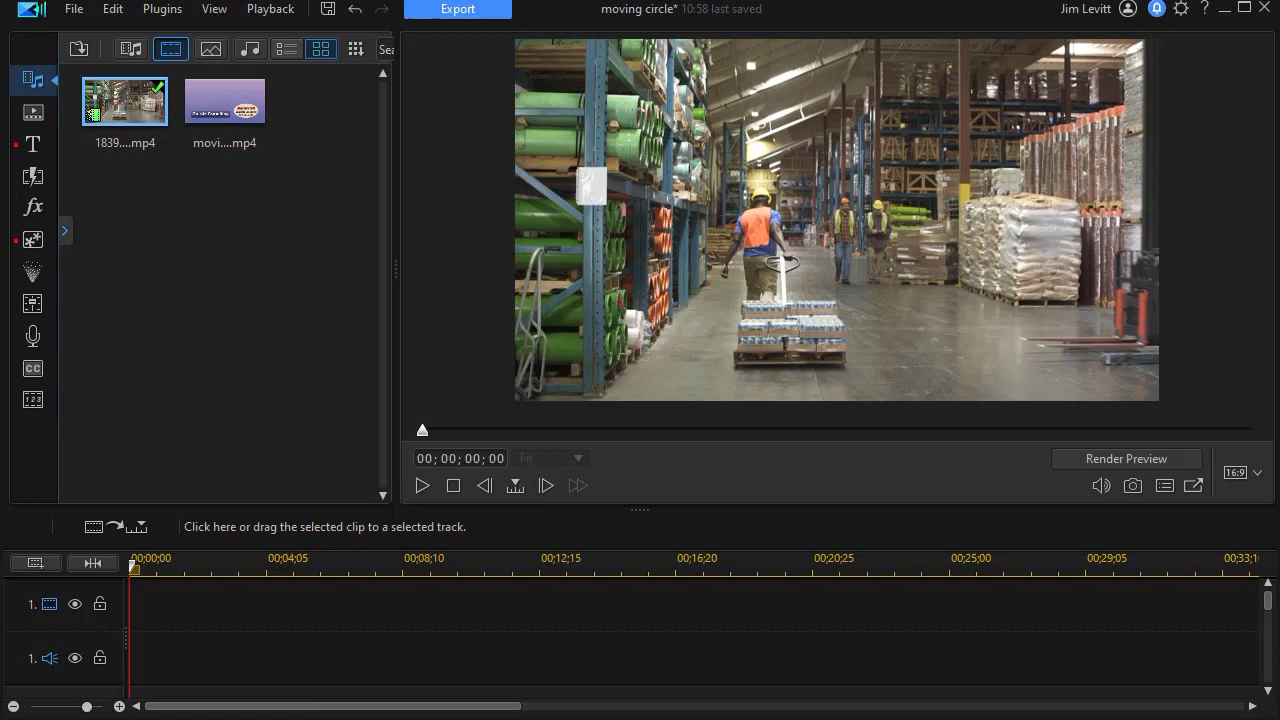 File Edit Plugins View Playback
Export
moving circle* 10:58 last saved
Jim Levitt
?
Sea
1839....mp4
movi....mp4
T
fx
CC
123
00; 00; 00; 00
Fit
Render Preview
16:9
Click here or drag the selected clip to a selected track.
00;00;00 00;04;05 00;08;10 00;12;15 00;16;20 00;20;25 00;25;00 00;29;05 00;33;1
1.
1.